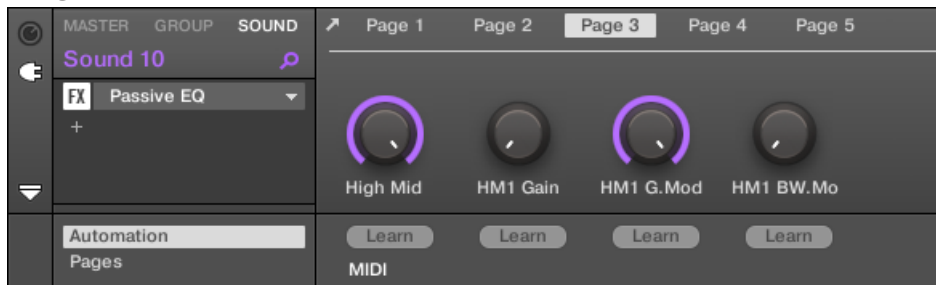 MASTER GROUP SOUND
Sound 10
FX Passive EQ
+
Automation
Pages
Page 1 Page 2 Page 3 Page 4 Page 5
High Mid HM1 Gain HM1 G.Mod HM1 BW.Mo
Learn Learn Learn Learn
MIDI